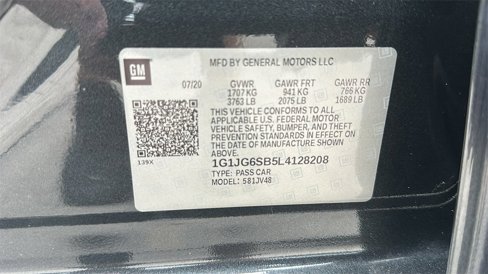 GM
MFD BY GENERAL MOTORS LLC
07/20 GVWR GAWR FRT GAWR RR
1707 KG 941 KG 766 KG
3763 LB 2075 LB 1689 LB
THIS VEHICLE CONFORMS TO ALL
APPLICABLE U.S. FEDERAL MOTOR
VEHICLE SAFETY, BUMPER, AND THEFT
PREVENTION STANDARDS IN EFFECT ON
THE DATE OF MANUFACTURE SHOWN
ABOVE.
139X
1G1JG6SB5L4128208
TYPE: PASS CAR
MODEL: 581JV48